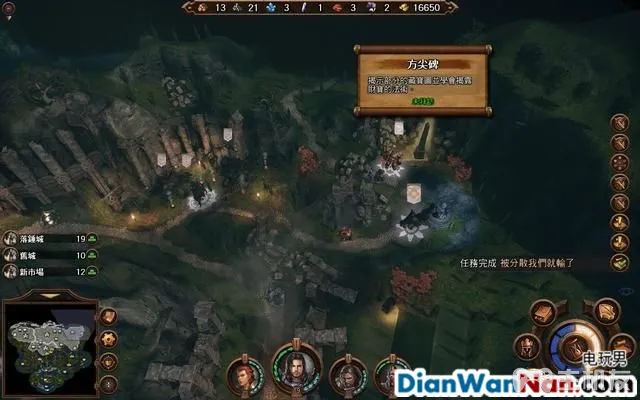 13 21 3 1 3 2 16650
方尖碑
揭示部分的藏寶圖並學會揭露
財寶的法術。
落錘城 19
舊城 10
新市場 12
任務完成 被分散我們就輸了
电玩男
DianWanNan.com